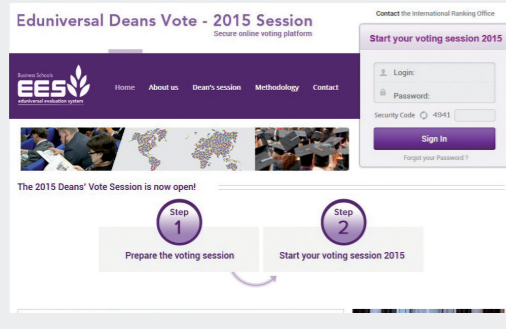 Eduniversal Deans Vote - 2015 Session
Secure online voting platform
Contact the International Ranking Office
Start your voting session 2015
Login:
Password:
Security Code 4941
Sign In
Forgot your Password ?
Business Schools
EES
eduniversal evaluation system
Home About us Dean's session Methodology Contact
The 2015 Deans' Vote Session is now open!
Step
1
Prepare the voting session
Step
2
Start your voting session 2015